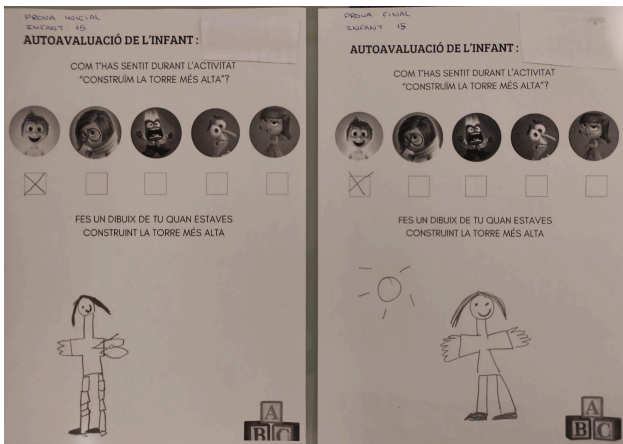 PROVA INICIAL
INFANT 15
AUTOAVALUACIÓ DE L'INFANT :
COM T'HAS SENTIT DURANT L'ACTIVITAT
"CONSTRUÏM LA TORRE MÉS ALTA"?
FES UN DIBUIX DE TU QUAN ESTAVES
CONSTRUINT LA TORRE MÉS ALTA
A
B C
PROVA FINAL
INFANT 15
AUTOAVALUACIÓ DE L'INFANT :
COM T'HAS SENTIT DURANT L'ACTIVITAT
"CONSTRUÏM LA TORRE MÉS ALTA"?
FES UN DIBUIX DE TU QUAN ESTAVES
CONSTRUINT LA TORRE MÉS ALTA
A
B C